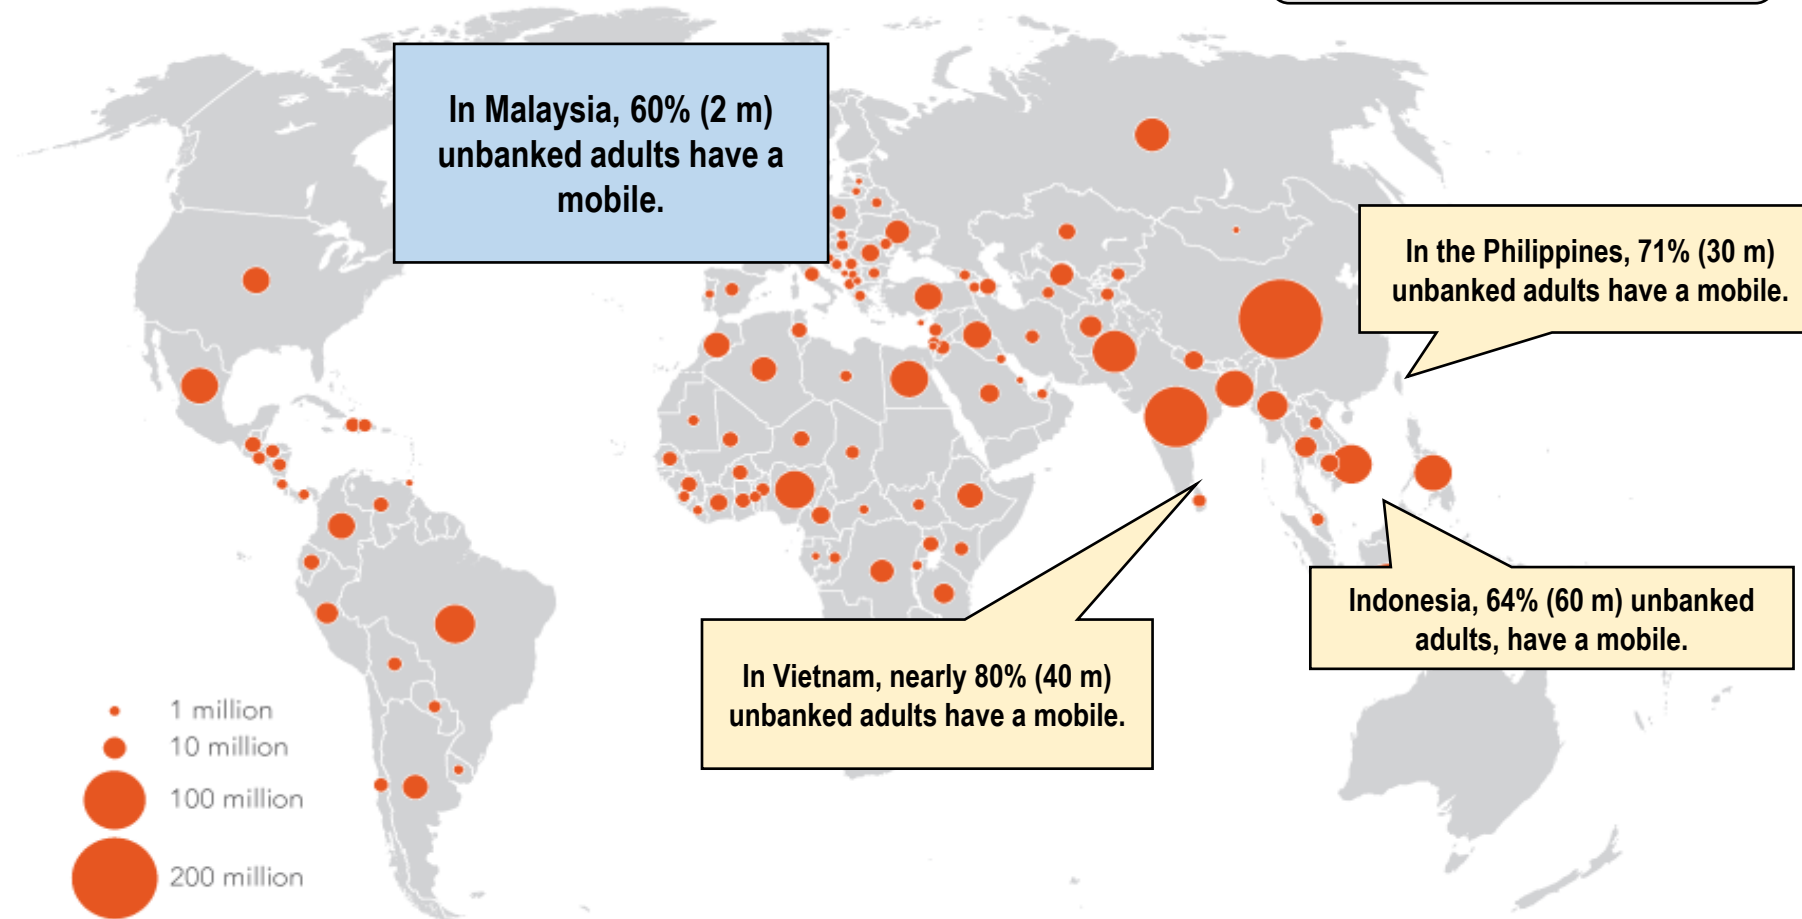 In Malaysia, 60% (2 m)
unbanked adults have a
mobile.
In the Philippines, 71% (30 m)
unbanked adults have a mobile.
Indonesia, 64% (60 m) unbanked
adults, have a mobile.
In Vietnam, nearly 80% (40 m)
unbanked adults have a mobile.
1 million
10 million
100 million
200 million